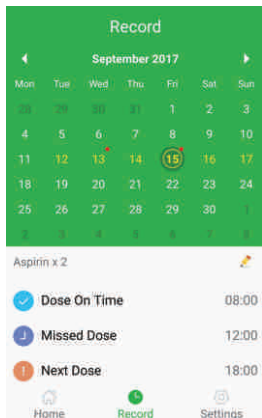 Record
September 2017
Mon Tue Wed Thu Fri Sat Sun
28 29 30 31 1 2 3
4 5 6 7 8 9 10
11 12 13 14 15 16 17
18 19 20 21 22 23 24
25 26 27 28 29 30 1
2 3 4 5 6 7 8
Aspirin x 2
Dose On Time 08:00
Missed Dose 12:00
Next Dose 18:00
Home Record Settings